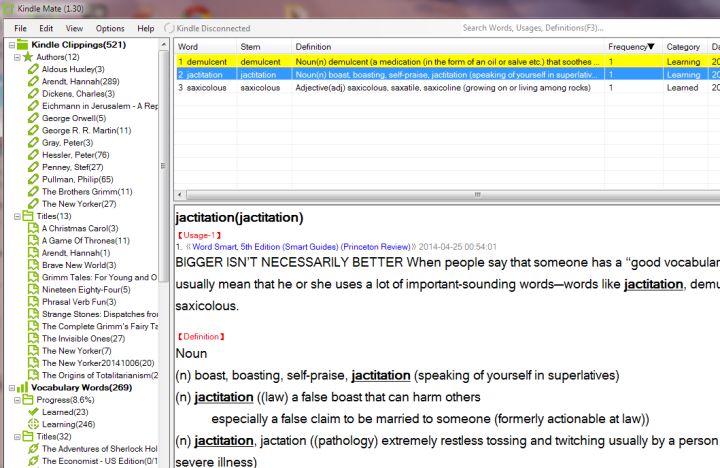 Kindle Mate (1.30)
File Edit View Options Help Kindle Disconnected Search Words, Usages, Definitions(F3)...
Kindle Clippings(521)
Authors(12)
Aldous Huxley(3)
Arendt, Hannah(289)
Dickens, Charles(3)
Eichmann in Jerusalem - A Rep
George Orwell(5)
George R. R. Martin(11)
Gray, Peter(3)
Hessler, Peter(76)
Penney, Stef(27)
Pullman, Philip(65)
The Brothers Grimm(11)
The New Yorker(27)
Titles(13)
A Christmas Carol(3)
A Game Of Thrones(11)
Arendt, Hannah(1)
Brave New World(3)
Grimm Tales: For Young and O
Nineteen Eighty-Four(5)
Phrasal Verb Fun(3)
Strange Stones: Dispatches from
The Complete Grimm's Fairy Ta
The Invisible Ones(27)
The New Yorker(7)
The New Yorker20141006(20)
The Origins of Totalitarianism(2
Vocabulary Words(269)
Progress(8.6%)
Learned(23)
Learning(246)
Titles(32)
The Adventures of Sherlock Hol
The Economist - US Edition(0/1
Word Stem Definition Frequency▼ Category Da
1 demulcent demulcent Noun(n) demulcent (a medication (in the form of an oil or salve etc.) that soothes ... 1 Learning 20
2 jactitation jactitation Noun(n) boast, boasting, self-praise, jactitation (speaking of yourself in superlativ... 1 Learning 20
3 saxicolous saxicolous Adjective(adj) saxicolous, saxatile, saxicoline (growing on or living among rocks) 1 Learned 20
jactitation(jactitation)
【Usage-1】
1. 《Word Smart, 5th Edition (Smart Guides) (Princeton Review)》 2014-04-25 00:54:01
BIGGER ISN'T NECESSARILY BETTER When people say that someone has a “good vocabular
usually mean that he or she uses a lot of important-sounding words—words like jactitation, demu
saxicolous.
【Definition】
Noun
(n) boast, boasting, self-praise, jactitation (speaking of yourself in superlatives)
(n) jactitation ((law) a false boast that can harm others
especially a false claim to be married to someone (formerly actionable at law))
(n) jactitation, jactation ((pathology) extremely restless tossing and twitching usually by a person
severe illness)